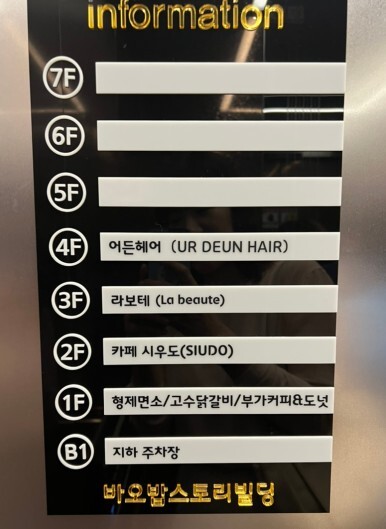 information
7F
6F
5F
4F 어든헤어 (UR DEUN HAIR)
3F 라보테 (La beaute)
2F 카페 시우도(SIUDO)
1F 형제면소/고수닭갈비/부가커피&도넛
B1 지하 주차장
바오밥스토리빌딩